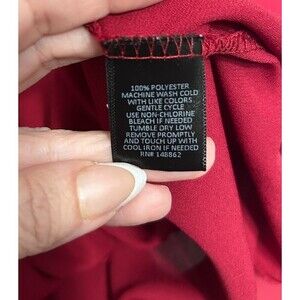 100% POLYESTER
MACHINE WASH COLD
WITH LIKE COLORS
GENTLE CYCLE
USE NON-CHLORINE
BLEACH IF NEEDED
TUMBLE DRY LOW
REMOVE PROMPTLY
AND TOUCH UP WITH
COOL IRON IF NEEDED
RN# 148862